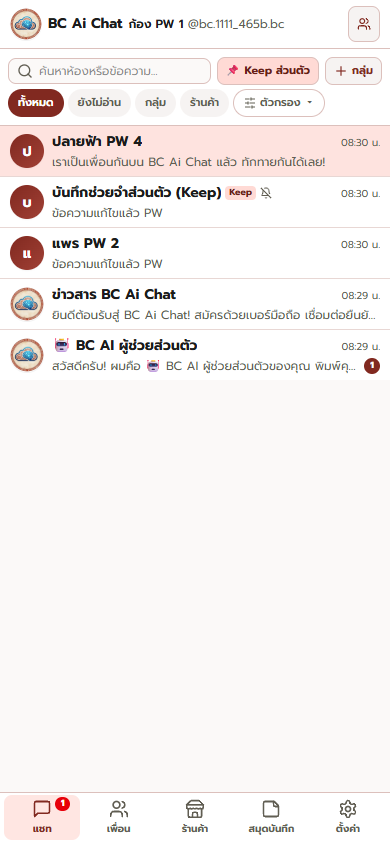 BC Ai Chat ก้อง PW 1 @bc.1111_465b.bc
ค้นหาห้องหรือข้อความ... 📌 Keep ส่วนตัว + กลุ่ม
ทั้งหมด ยังไม่อ่าน กลุ่ม ร้านค้า ตัวกรอง
ป ปลายฟ้า PW 4 08:30 น.
เราเป็นเพื่อนกันบน BC Ai Chat แล้ว ทักทายกันได้เลย!
บ บันทึกช่วยจำส่วนตัว (Keep) Keep 08:30 น.
ข้อความแก้ไขแล้ว PW
แ แพร PW 2 08:30 น.
ข้อความแก้ไขแล้ว PW
ข่าวสาร BC Ai Chat 08:29 น.
ยินดีต้อนรับสู่ BC Ai Chat! สมัครด้วยเบอร์มือถือ เชื่อมต่อยืนยั...
🤖 BC AI ผู้ช่วยส่วนตัว 08:29 น.
สวัสดีครับ! ผมคือ 🤖 BC AI ผู้ช่วยส่วนตัวของคุณ พิมพ์คุ... 1
1
แชท เพื่อน ร้านค้า สมุดบันทึก ตั้งค่า